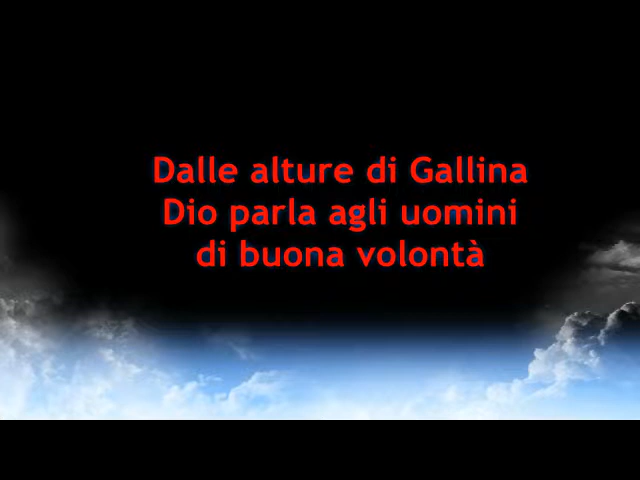 Dalle alture di Gallina
Dio parla agli uomini
di buona volontà